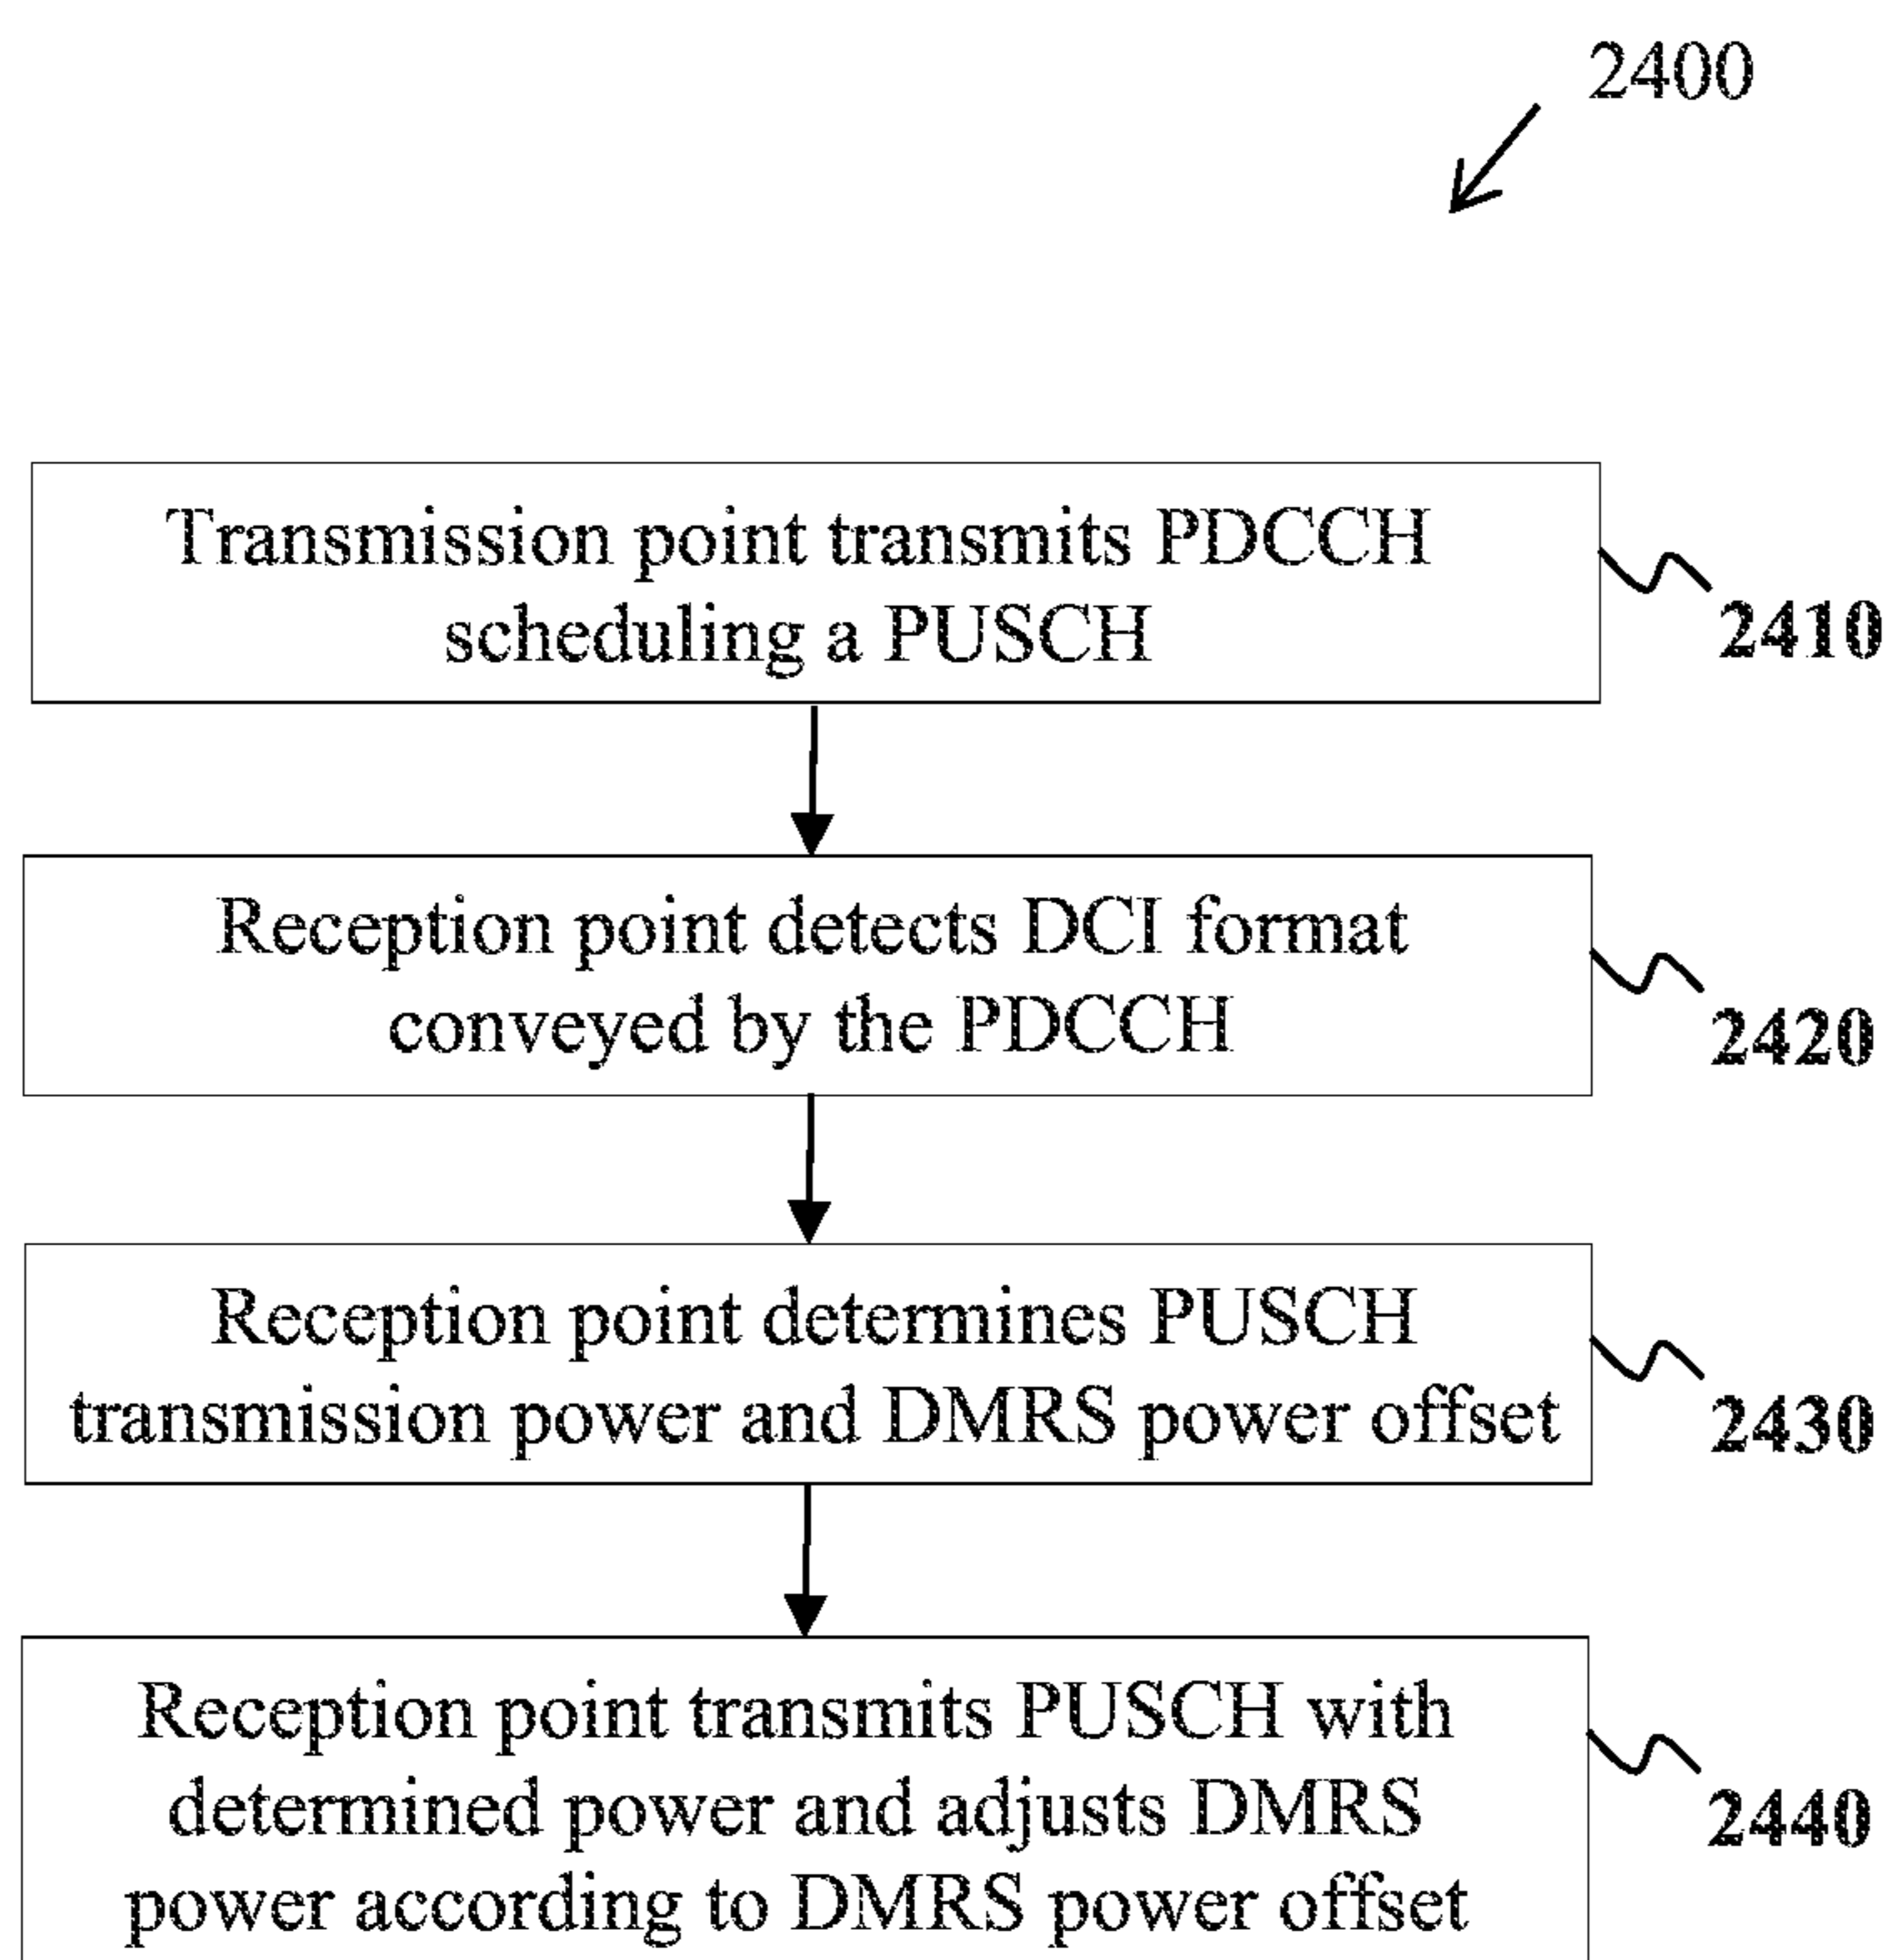 2400
Transmission point transmits PDCCH
scheduling a PUSCH
2410
Reception point detects DCI format
conveyed by the PDCCH
2420
Reception point determines PUSCH
transmission power and DMRS power offset
2430
Reception point transmits PUSCH with
determined power and adjusts DMRS
power according to DMRS power offset
2440